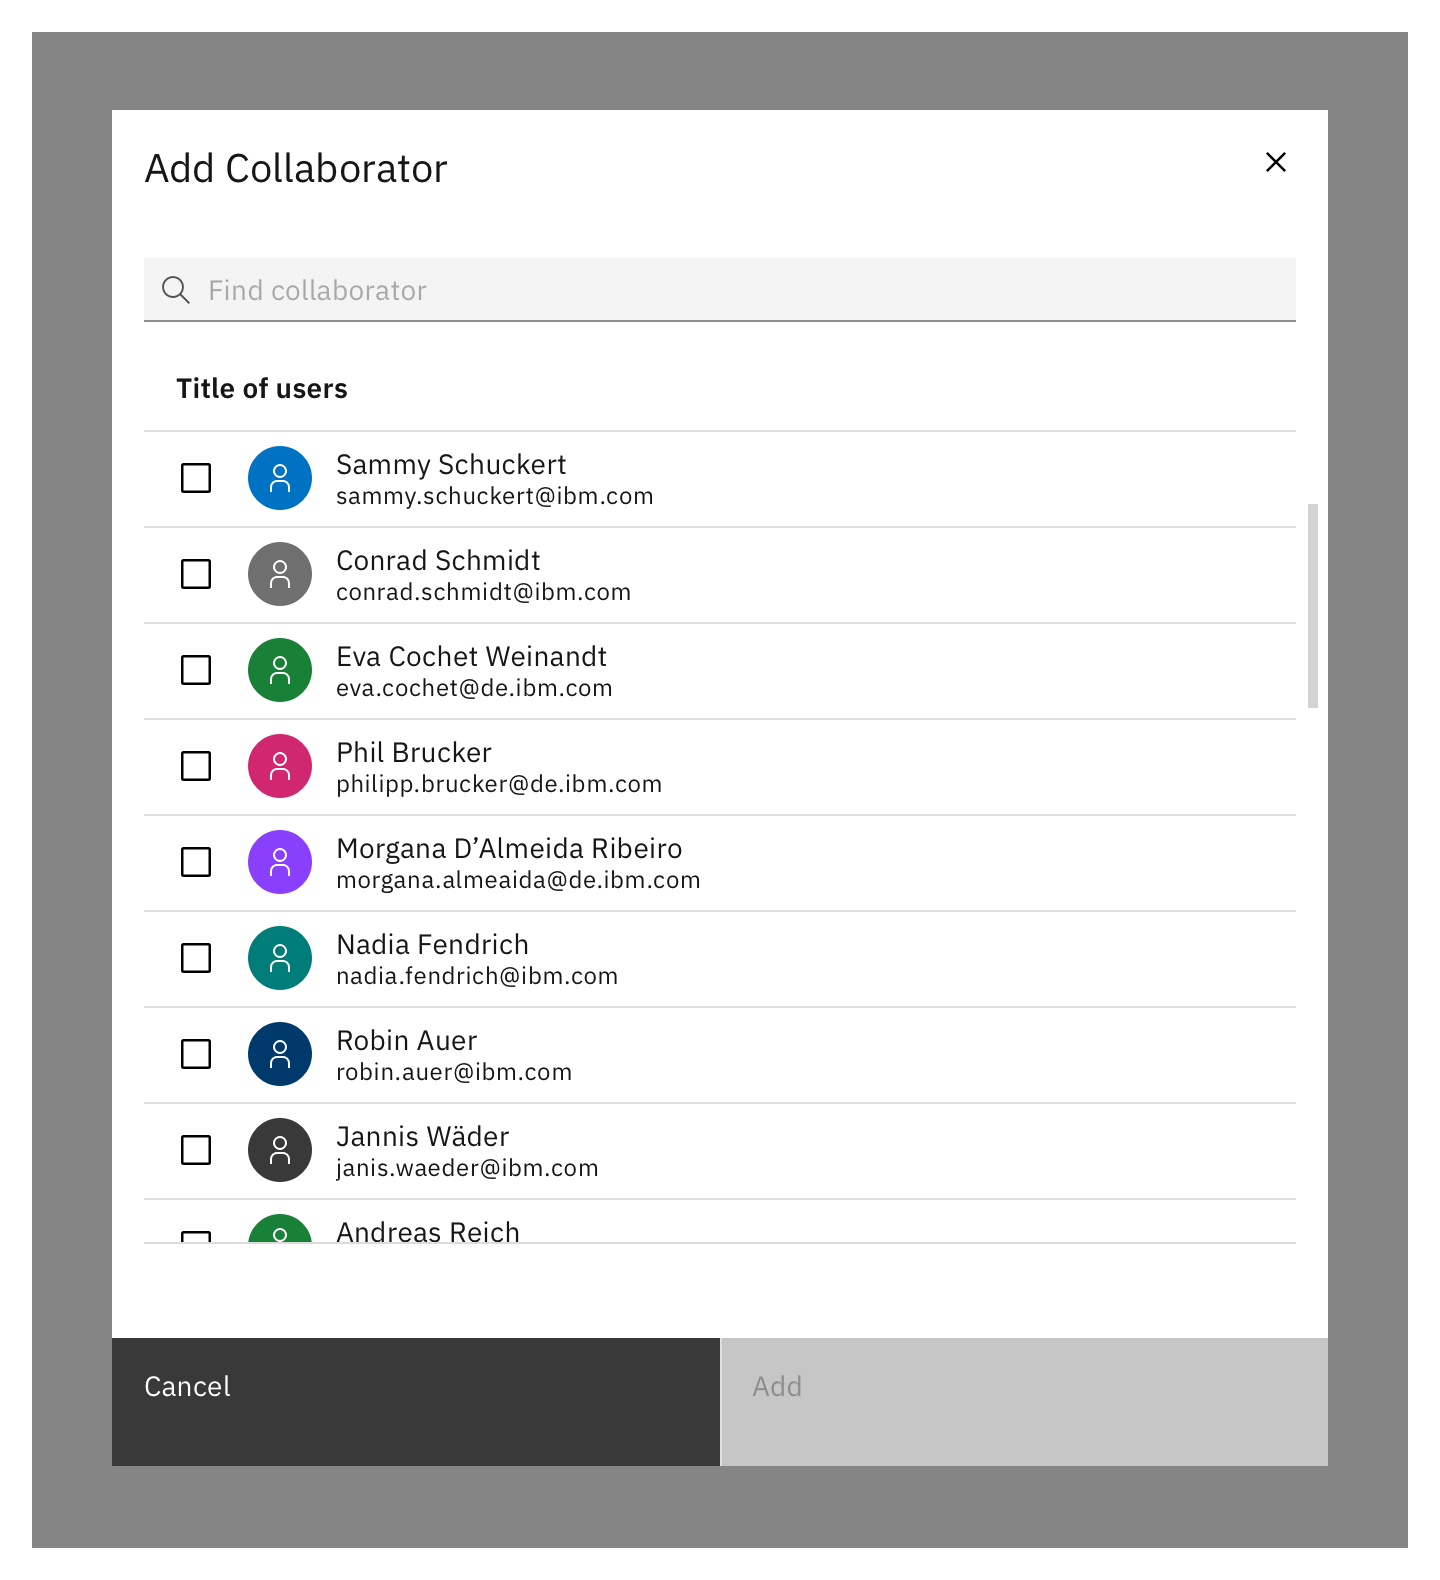 Add Collaborator
Find collaborator
Title of users
Sammy Schuckert
sammy.schuckert@ibm.com
Conrad Schmidt
conrad.schmidt@ibm.com
Eva Cochet Weinandt
eva.cochet@de.ibm.com
Phil Brucker
philipp.brucker@de.ibm.com
Morgana D’Almeida Ribeiro
morgana.almeaida@de.ibm.com
Nadia Fendrich
nadia.fendrich@ibm.com
Robin Auer
robin.auer@ibm.com
Jannis Wäder
janis.waeder@ibm.com
Andreas Reich
Cancel
Add